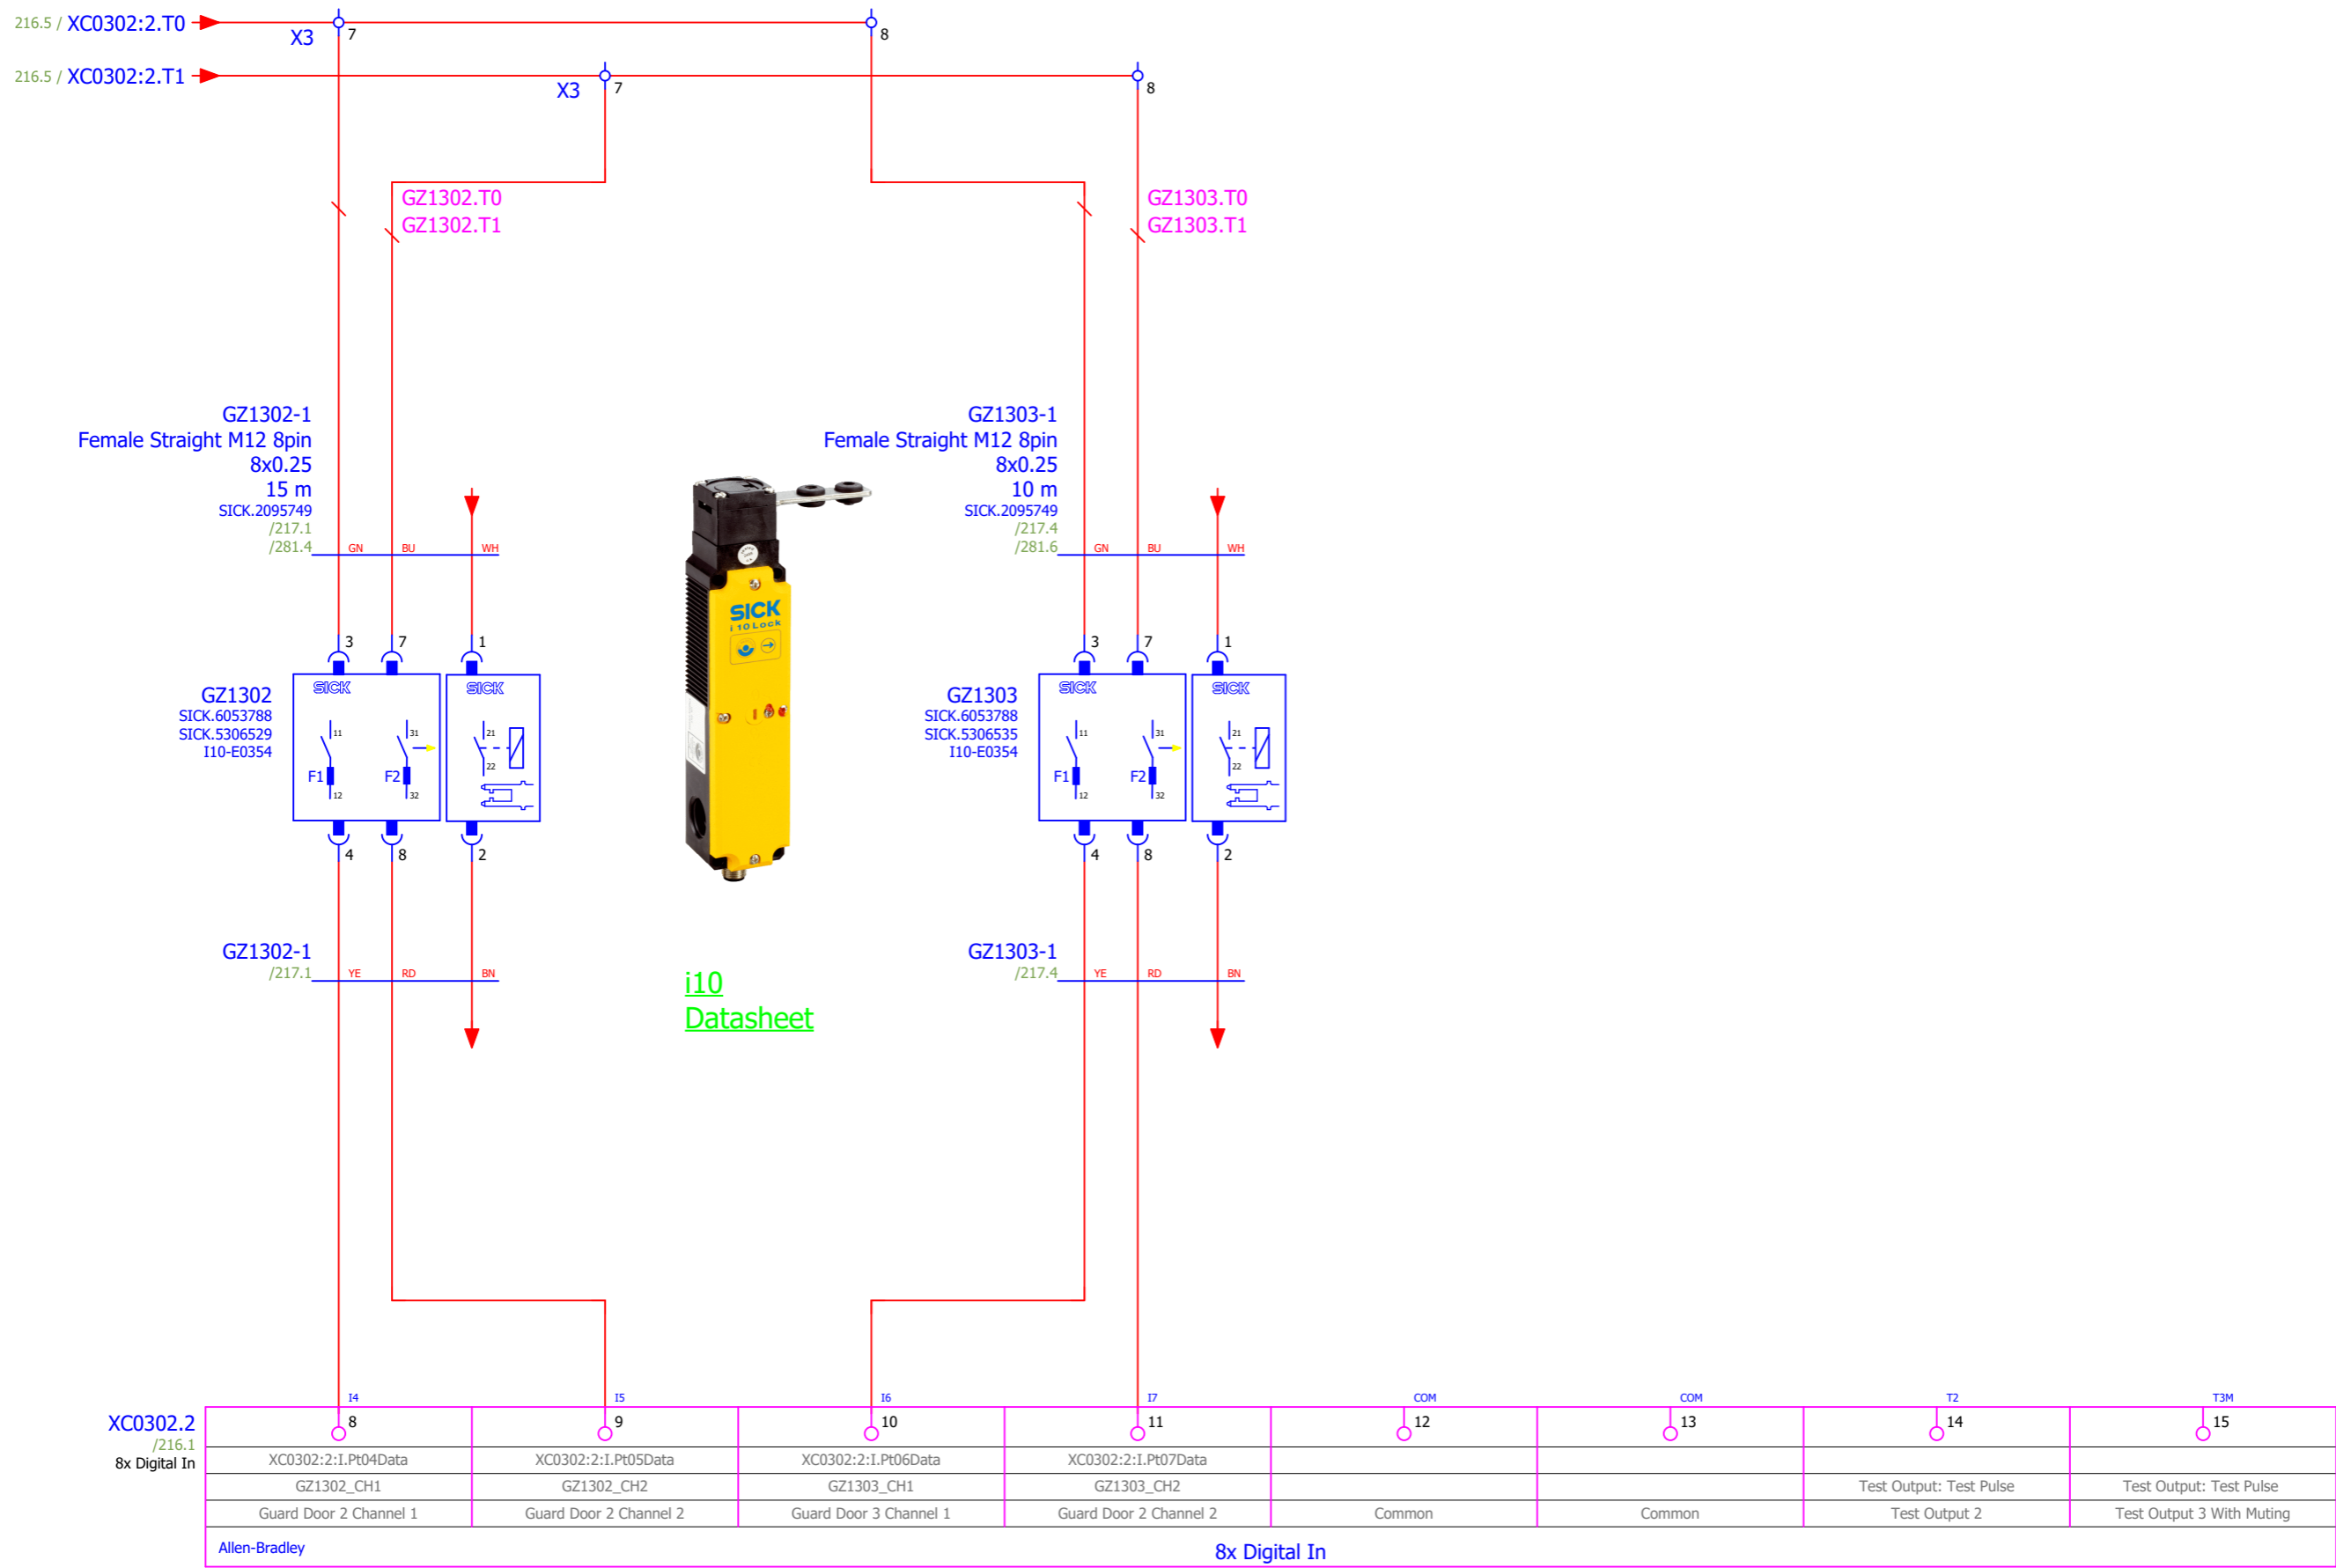 216.5 / XC0302:2.T0
X3
7
8
216.5 / XC0302:2.T1
X3
7
8
GZ1302.T0
GZ1302.T1
GZ1303.T0
GZ1303.T1
GZ1302-1
Female Straight M12 8pin
8x0.25
15 m
SICK.2095749
/217.1
/281.4
GN BU WH
GZ1303-1
Female Straight M12 8pin
8x0.25
10 m
SICK.2095749
/217.4
/281.6
GN BU WH
SICK
i 10 Lock
3 7 1
SICK SICK
GZ1302
SICK.6053788
SICK.5306529
I10-E0354
11 31 21
22
F1 F2
12 32
4 8 2
3 7 1
SICK SICK
GZ1303
SICK.6053788
SICK.5306535
I10-E0354
11 31 21
22
F1 F2
12 32
4 8 2
GZ1302-1
/217.1
YE RD BN
i10
Datasheet
GZ1303-1
/217.4
YE RD BN
I4 I5 I6 I7 COM COM T2 T3M
XC0302.2
/216.1
8x Digital In
8 9 10 11 12 13 14 15
XC0302:2:I.Pt04Data XC0302:2:I.Pt05Data XC0302:2:I.Pt06Data XC0302:2:I.Pt07Data
GZ1302_CH1 GZ1302_CH2 GZ1303_CH1 GZ1303_CH2 Test Output: Test Pulse Test Output: Test Pulse
Guard Door 2 Channel 1 Guard Door 2 Channel 2 Guard Door 3 Channel 1 Guard Door 2 Channel 2 Common Common Test Output 2 Test Output 3 With Muting
Allen-Bradley
8x Digital In